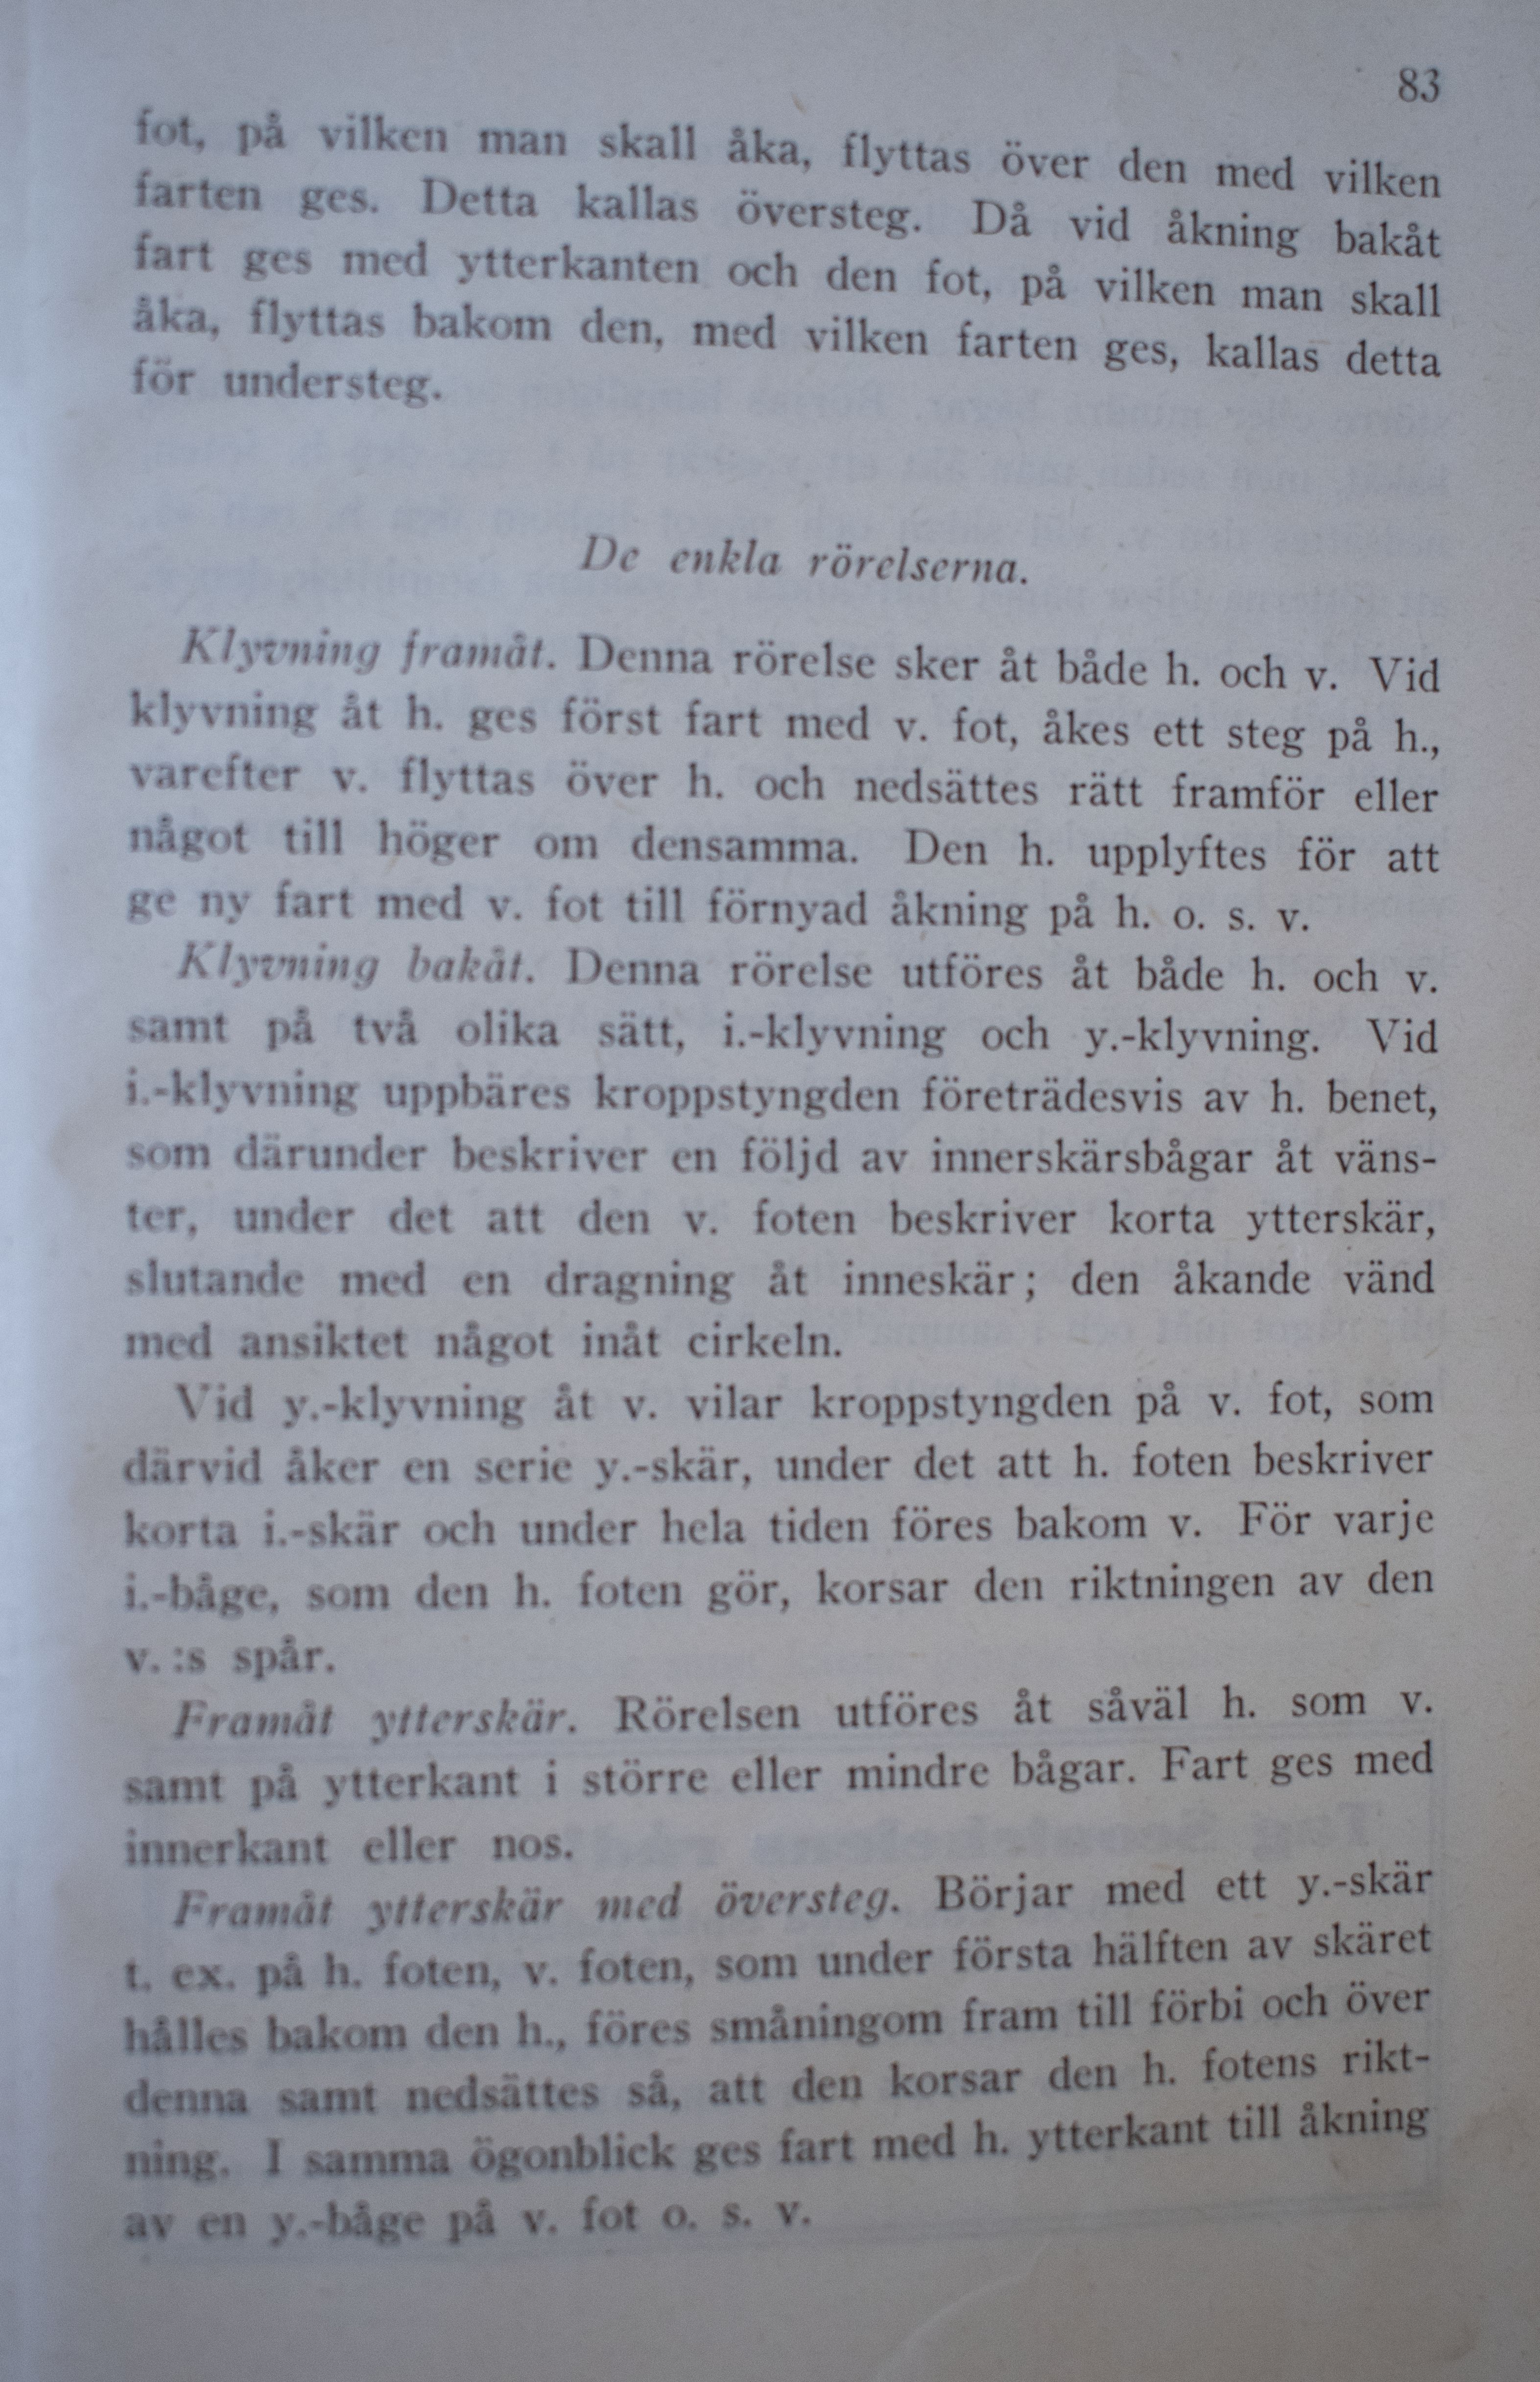 83
fot, på vilken man skall åka, flyttas över den med vilken
farten ges. Detta kallas översteg. Då vid åkning bakåt
fart ges med ytterkanten och den fot, på vilken man skall
åka, flyttas bakom den, med vilken farten ges, kallas detta
för understeg.
De enkla rörelserna.
Klyvning framåt. Denna rörelse sker åt både h. och v. Vid
klyvning åt h. ges först fart med v. fot, åkes ett steg på h.,
varefter v. flyttas över h. och nedsättes rätt framför eller
något till höger om densamma. Den h. upplyftes för att
ge ny fart med v. fot till förnyad åkning på h. o. s. v.
Klyvning bakåt. Denna rörelse utföres åt både h. och v.
samt på två olika sätt, i.-klyvning och y.-klyvning. Vid
i.-klyvning uppbäres kroppstyngden företrädesvis av h. benet,
som därunder beskriver en följd av innerskärsbågar åt väns-
ter, under det att den v. foten beskriver korta ytterskär,
slutande med en dragning åt inneskär; den åkande vänd
med ansiktet något inåt cirkeln.
Vid y.-klyvning åt v. vilar kroppstyngden på v. fot, som
därvid åker en serie y.-skär, under det att h. foten beskriver
korta i.-skär och under hela tiden föres bakom v. För varje
i.-båge, som den h. foten gör, korsar den riktningen av den
v. :s spår.
Framåt ytterskär. Rörelsen utföres åt såväl h. som v.
samt på ytterkant i större eller mindre bågar. Fart ges med
innerkant eller nos.
Framåt ytterskär med översteg. Börjar med ett y.-skär
t. ex. på h. foten, v. foten, som under första hälften av skäret
hålles bakom den h., föres småningom fram till förbi och över
denna samt nedsättes så, att den korsar den h. fotens rikt-
ning. I samma ögonblick ges fart med h. ytterkant till åkning
av en y.-båge på v. fot o. s. v.